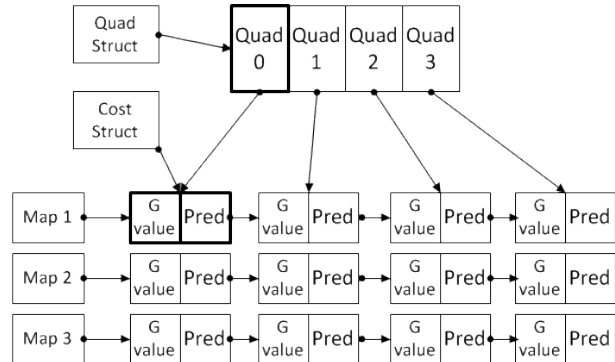 Quad
Struct
Quad
0
Quad
1
Quad
2
Quad
3
Cost
Struct
Map 1
G
value
Pred
G
value
Pred
G
value
Pred
G
value
Pred
Map 2
G
value
Pred
G
value
Pred
G
value
Pred
G
value
Pred
Map 3
G
value
Pred
G
value
Pred
G
value
Pred
G
value
Pred